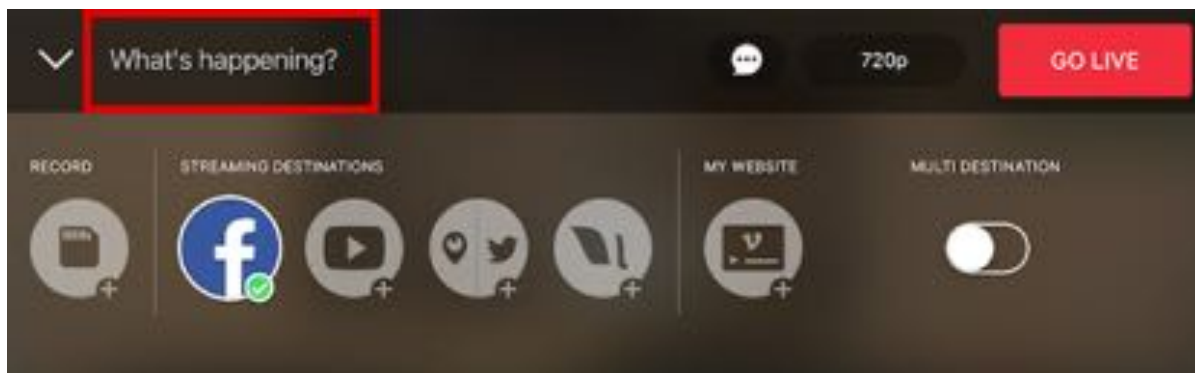 What's happening?
720p
GO LIVE
RECORD
STREAMING DESTINATIONS
MY WEBSITE
MULTI DESTINATION